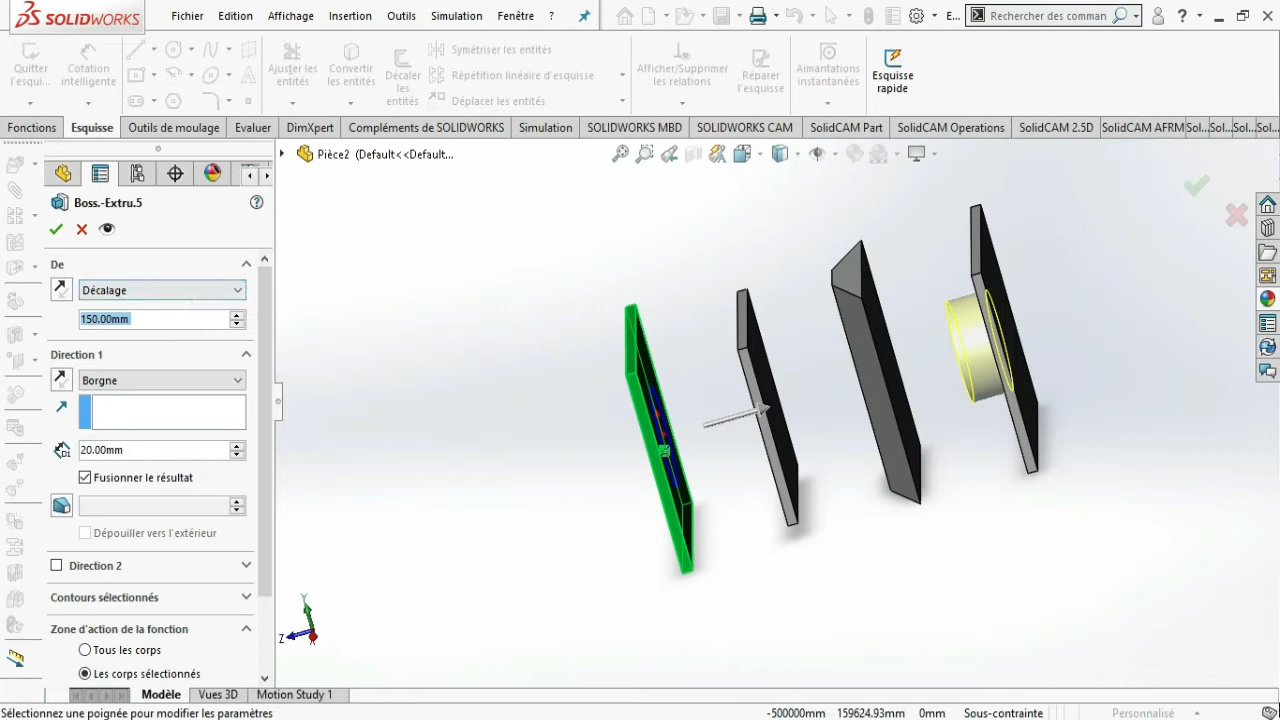 SOLIDWORKS
Fichier Edition Affichage Insertion Outils Simulation Fenêtre ?
E... Rechercher des comman ?
Quitter l'esqui...
Cotation intelligente
Ajuster les entités
Convertir les entités
Décaler les entités
Symétriser les entités
Répétition linéaire d'esquisse
Déplacer les entités
Afficher/Supprimer les relations
Réparer l'esquisse
Aimantations instantanées
Esquisse rapide
Fonctions Esquisse Outils de moulage Evaluer DimXpert Compléments de SOLIDWORKS Simulation SOLIDWORKS MBD SOLIDWORKS CAM SolidCAM Part SolidCAM Operations SolidCAM 2.5D SolidCAM AFRM Sol... Sol... Sol... Sol...
Pièce2 (Default<<Default...
Boss.-Extru.5
De
Décalage
150.00mm
Direction 1
Borgne
D1
20.00mm
Fusionner le résultat
Dépouiller vers l'extérieur
Direction 2
Contours sélectionnés
Zone d'action de la fonction
Tous les corps
Les corps sélectionnés
Y
Z
X
Modèle Vues 3D Motion Study 1
Sélectionnez une poignée pour modifier les paramètres -500000mm 159624.93mm 0mm Sous-contrainte Personnalisé